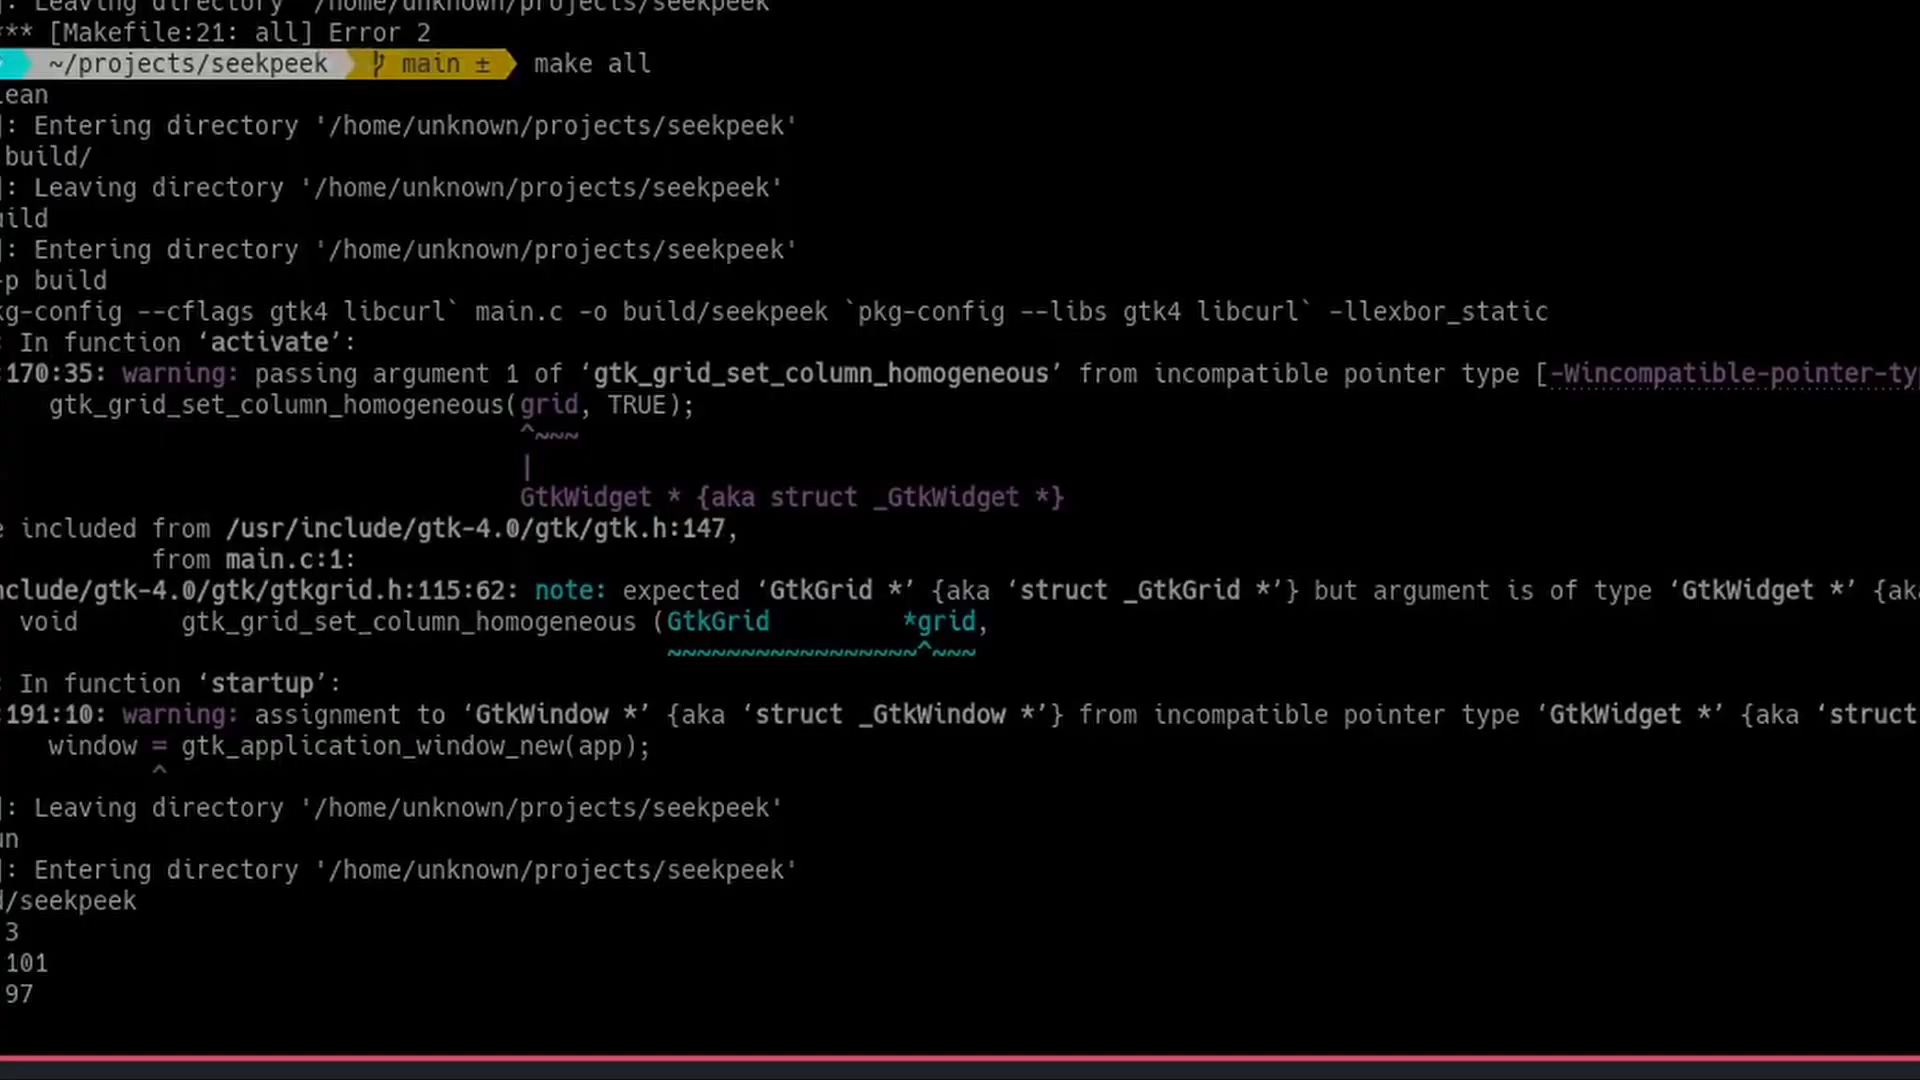 ]: Leaving directory '/home/unknown/projects/seekpeek'
** [Makefile:21: all] Error 2
~/projects/seekpeek main ± make all
lean
]: Entering directory '/home/unknown/projects/seekpeek'
build/
]: Leaving directory '/home/unknown/projects/seekpeek'
uild
]: Entering directory '/home/unknown/projects/seekpeek'
-p build
kg-config --cflags gtk4 libcurl` main.c -o build/seekpeek `pkg-config --libs gtk4 libcurl` -llexbor_static
: In function ‘activate’:
:170:35: warning: passing argument 1 of ‘gtk_grid_set_column_homogeneous’ from incompatible pointer type [-Wincompatible-pointer-typ
gtk_grid_set_column_homogeneous(grid, TRUE);
^~~~
|
GtkWidget * {aka struct _GtkWidget *}
e included from /usr/include/gtk-4.0/gtk/gtk.h:147,
from main.c:1:
nclude/gtk-4.0/gtk/gtkgrid.h:115:62: note: expected ‘GtkGrid *’ {aka ‘struct _GtkGrid *’} but argument is of type ‘GtkWidget *’ {aka
void gtk_grid_set_column_homogeneous (GtkGrid *grid,
~~~~~~~~~~~~~~~~~^~~~
: In function ‘startup’:
:191:10: warning: assignment to ‘GtkWindow *’ {aka ‘struct _GtkWindow *’} from incompatible pointer type ‘GtkWidget *’ {aka ‘struct
window = gtk_application_window_new(app);
^
]: Leaving directory '/home/unknown/projects/seekpeek'
un
]: Entering directory '/home/unknown/projects/seekpeek'
d/seekpeek
3
101
97